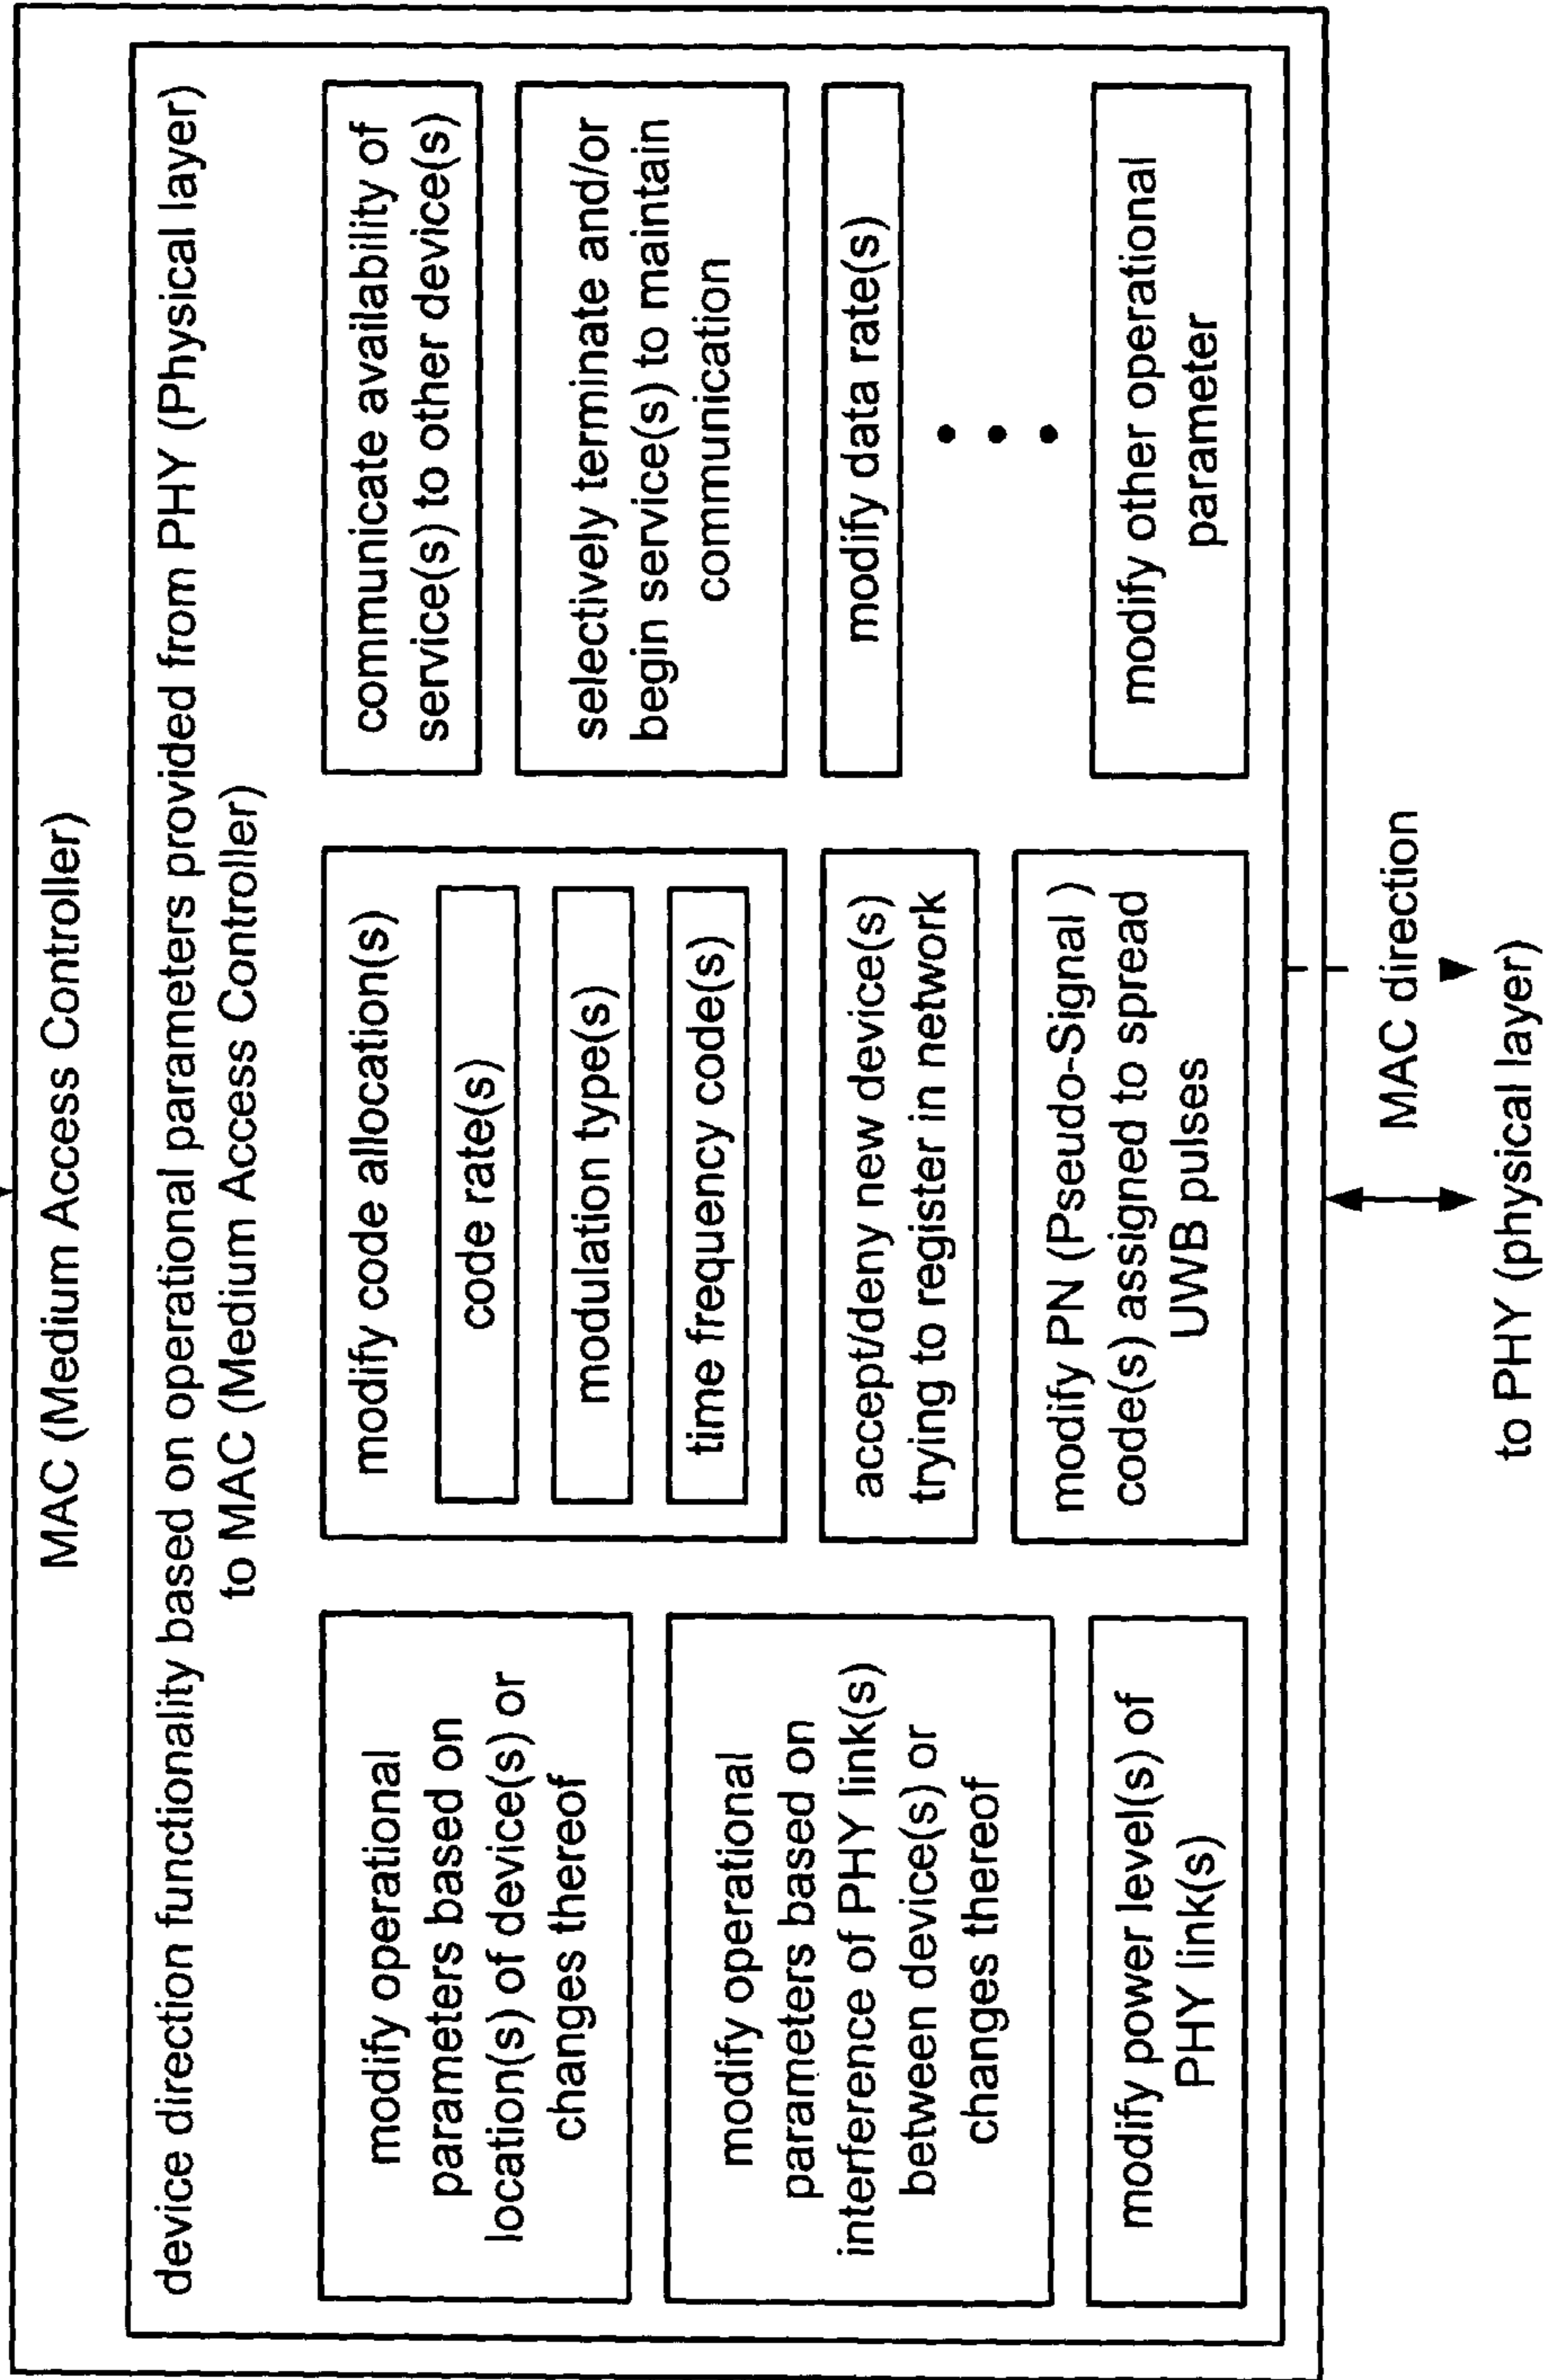 MAC (Medium Access Controller)
device direction functionality based on operational parameters provided from PHY (Physical layer)
to MAC (Medium Access Controller)
modify operational
parameters based on
location(s) of device(s) or
changes thereof
modify operational
parameters based on
interference of PHY link(s)
between device(s) or
changes thereof
modify power level(s) of
PHY link(s)
modify code allocation(s)
code rate(s)
modulation type(s)
time frequency code(s)
accept/deny new device(s)
trying to register in network
modify PN (Pseudo-Signal )
code(s) assigned to spread
UWB pulses
communicate availability of
service(s) to other device(s)
selectively terminate and/or
begin service(s) to maintain
communication
modify data rate(s)
modify other operational
parameter
MAC direction
to PHY (physical layer)